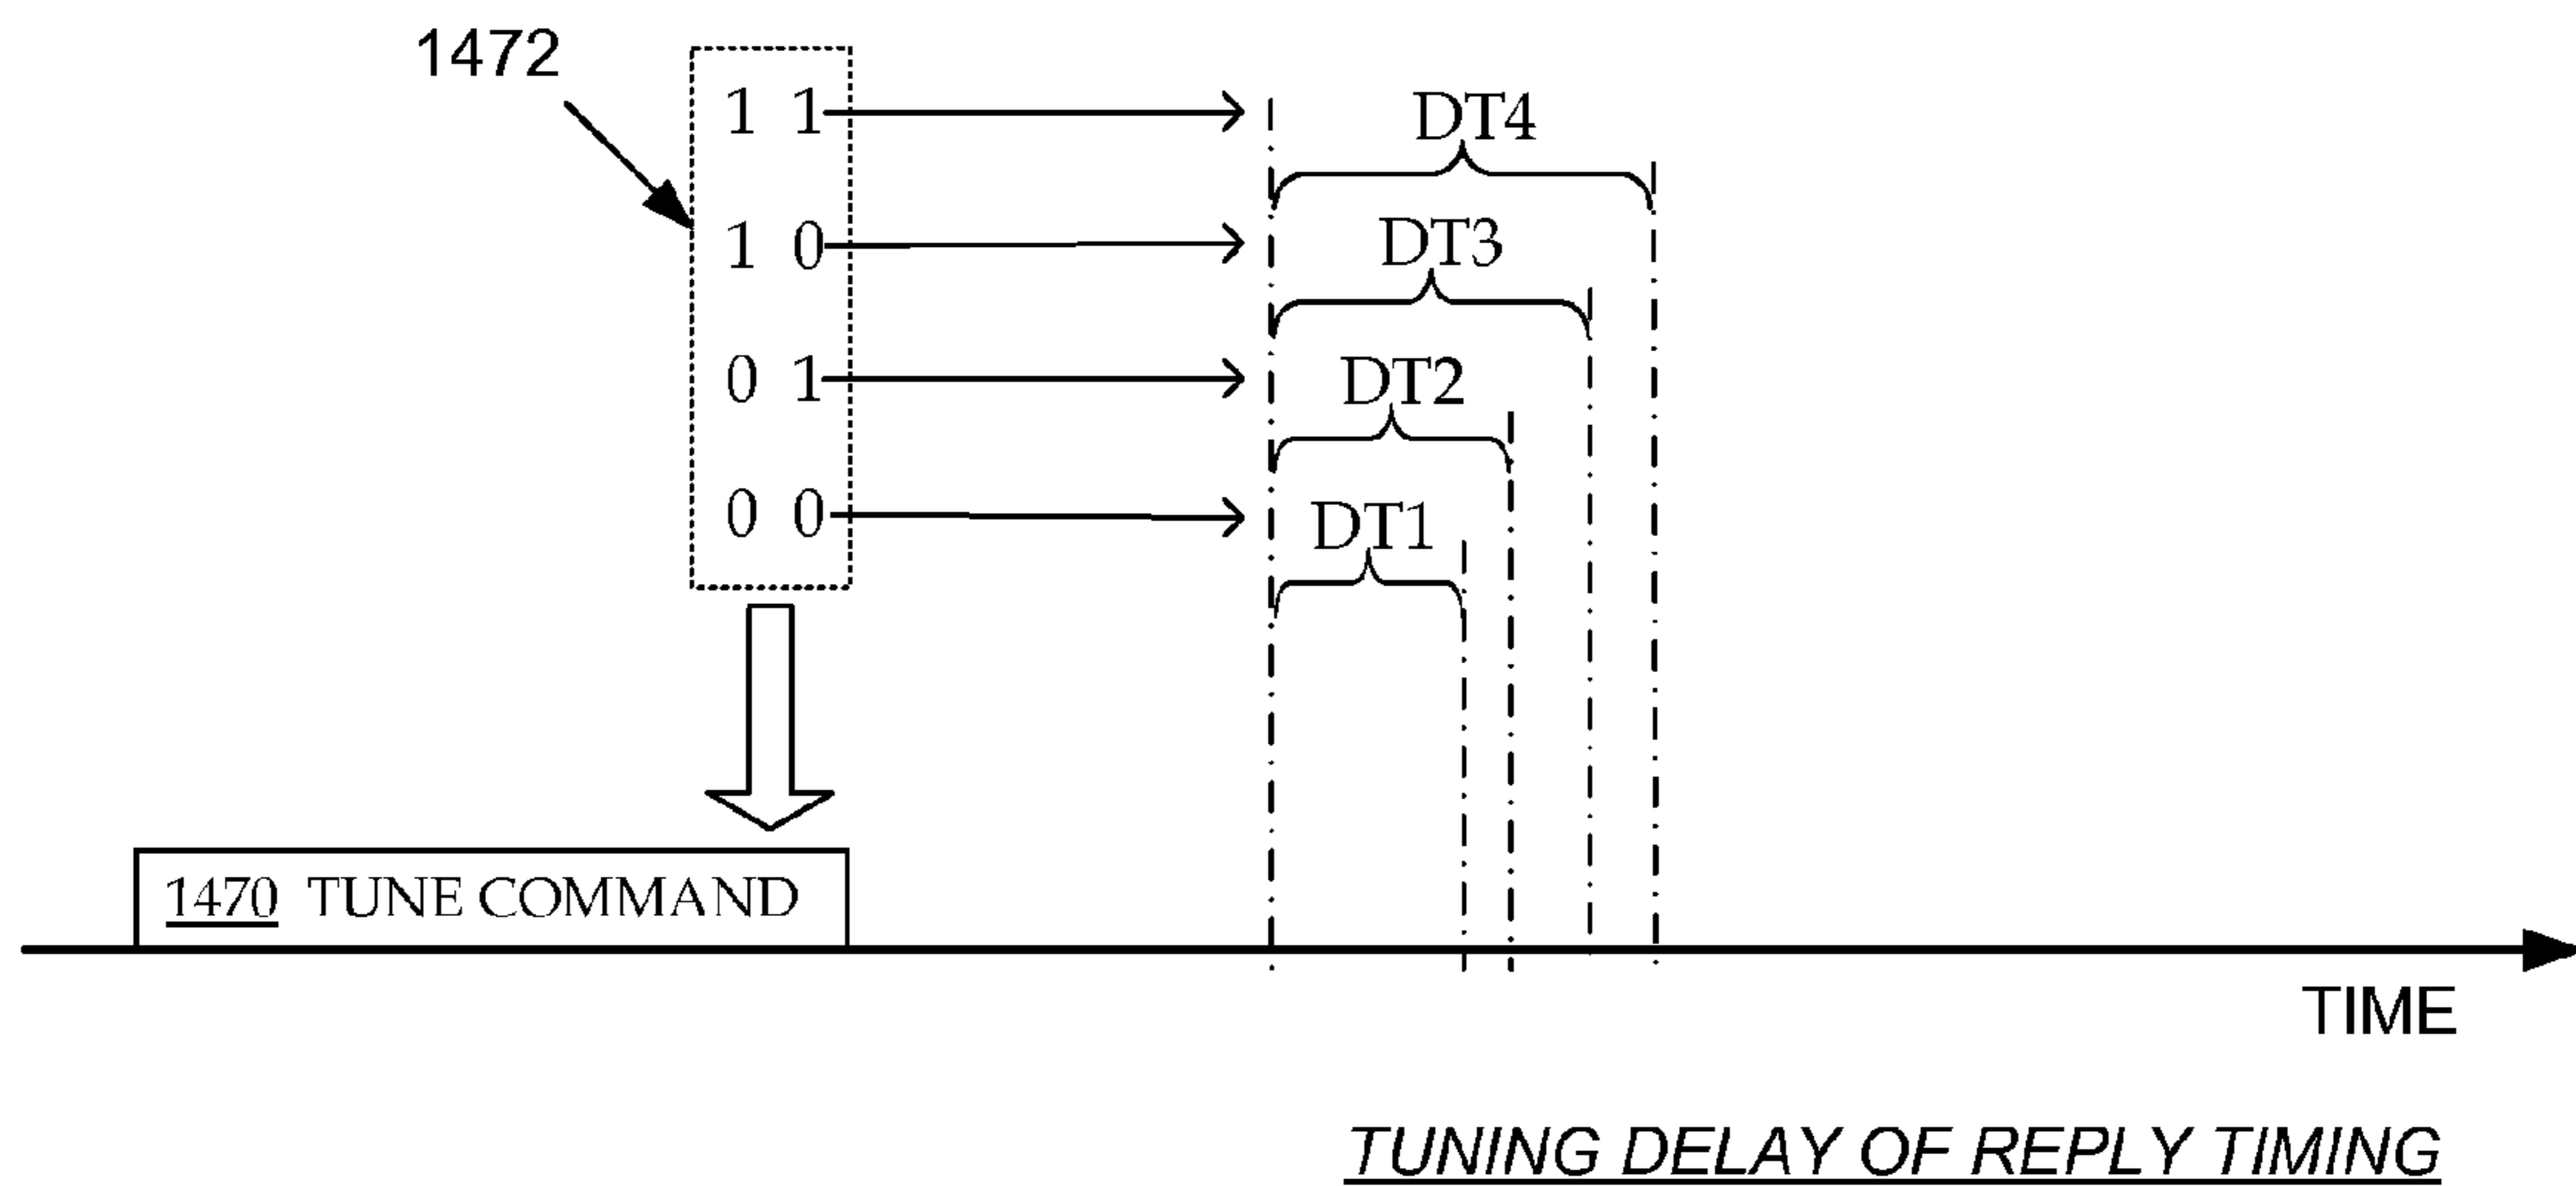 1472
1 1
DT4
1 0
DT3
0 1
DT2
0 0
DT1
1470 TUNE COMMAND
TIME
TUNING DELAY OF REPLY TIMING